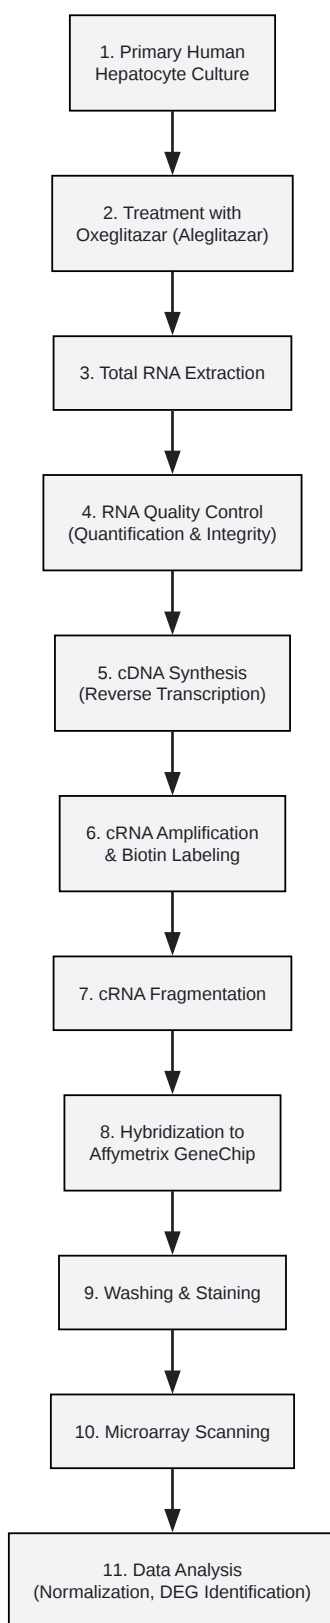 1. Primary Human
Hepatocyte Culture
2. Treatment with
Oxeglitazar (Aleglitazar)
3. Total RNA Extraction
4. RNA Quality Control
(Quantification & Integrity)
5. cDNA Synthesis
(Reverse Transcription)
6. cRNA Amplification
& Biotin Labeling
7. cRNA Fragmentation
8. Hybridization to
Affymetrix GeneChip
9. Washing & Staining
10. Microarray Scanning
11. Data Analysis
(Normalization, DEG Identification)